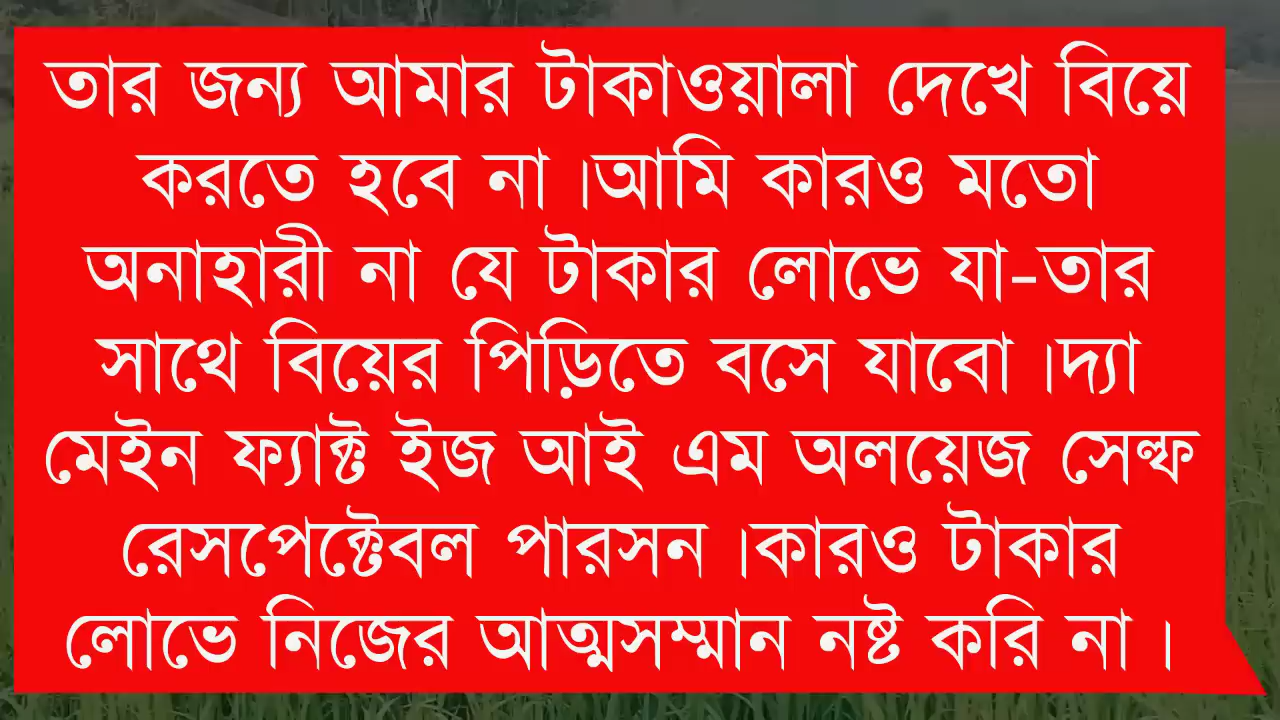 তার জন্য আমার টাকাওয়ালা দেখে বিয়ে
করতে হবে না।আমি কারও মতো
অনাহারী না যে টাকার লোভে যা-তার
সাথে বিয়ের পিড়িতে বসে যাবো।দ্যা
মেইন ফ্যাক্ট ইজ আই এম অলয়েজ সেল্ফ
রেসপেক্টেবল পারসন।কারও টাকার
লোভে নিজের আত্মসম্মান নষ্ট করি না।